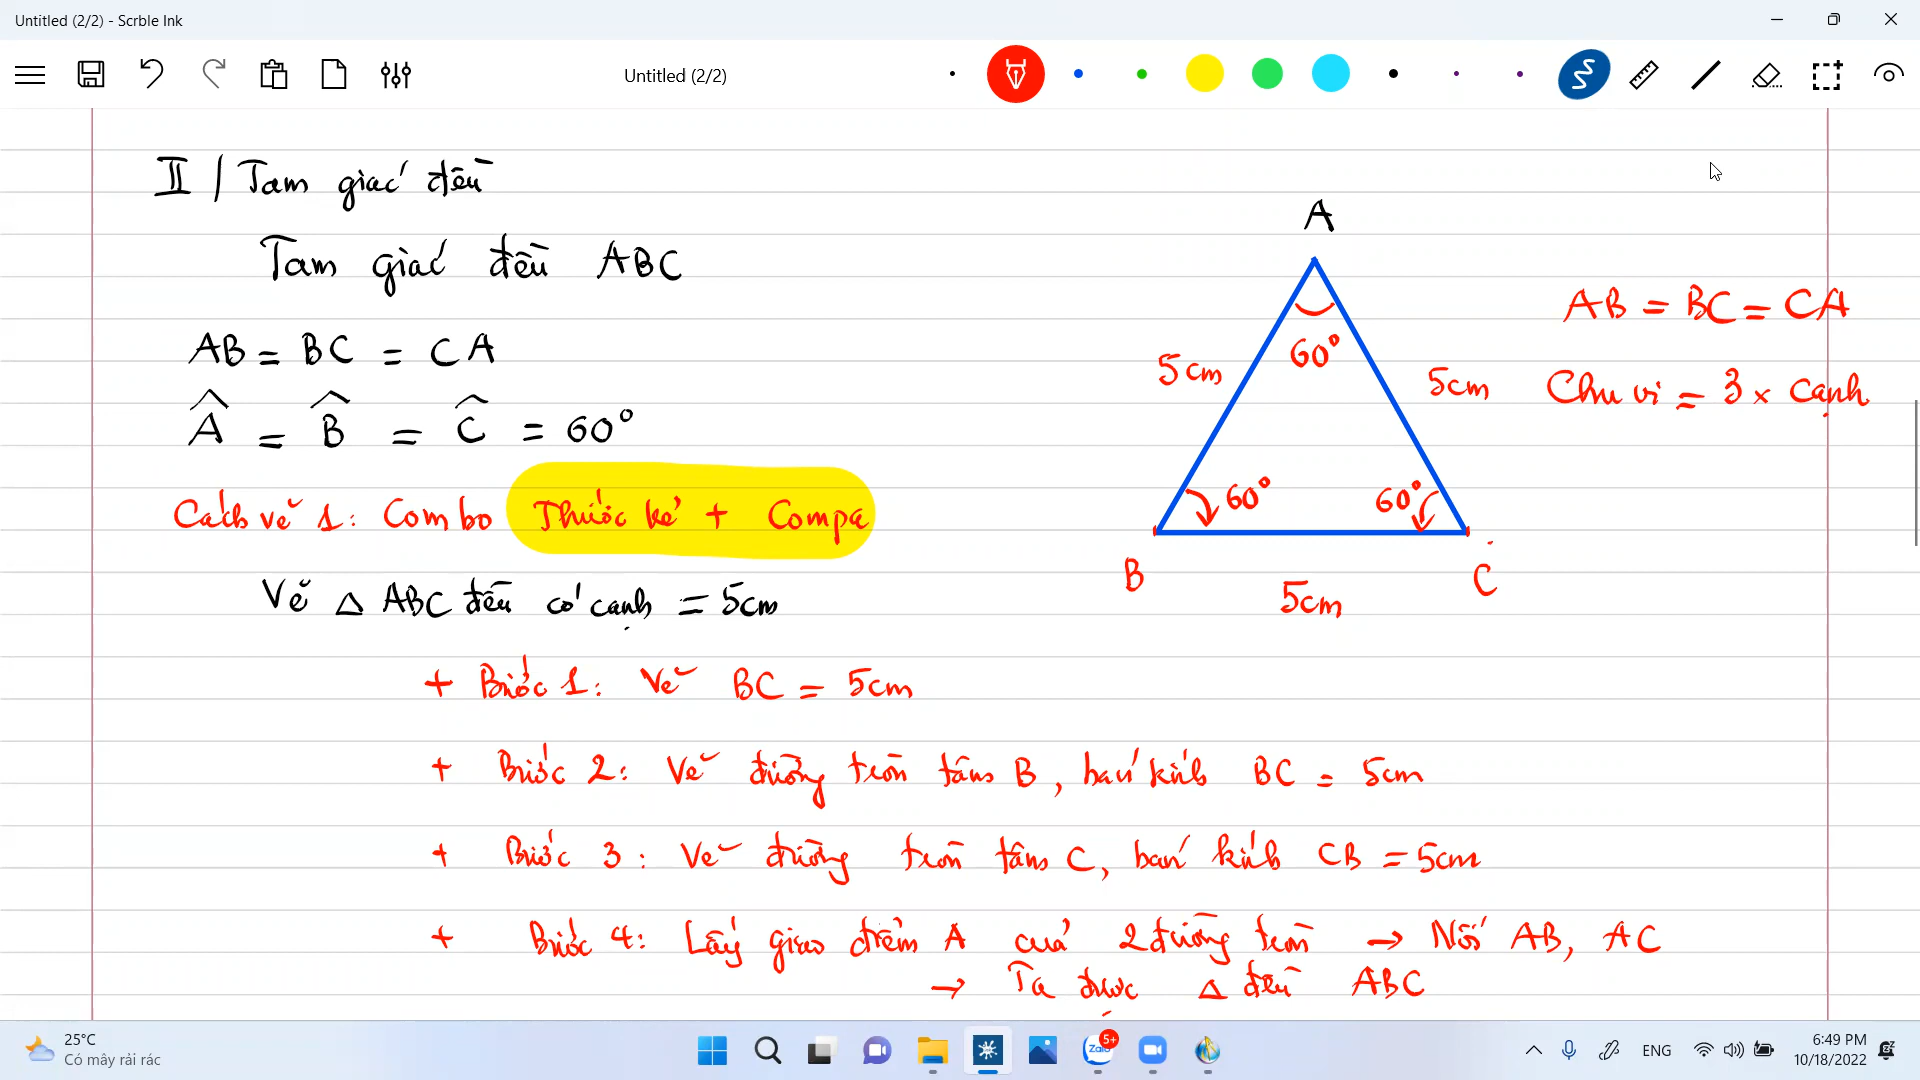 Untitled (2/2) - Scrble Ink
Untitled (2/2)
II / Tam giác đều
Tam giác đều ABC
AB = BC = CA
Â = B̂ = Ĉ = 60°
Cách vẽ 1: Combo Thước kẻ + Compa
Vẽ △ ABC đều có cạnh = 5cm
+ Bước 1: Vẽ BC = 5cm
+ Bước 2: Vẽ đường tròn tâm B, bán kính BC = 5cm
+ Bước 3: Vẽ đường tròn tâm C, bán kính CB = 5cm
+ Bước 4: Lấy giao điểm A của 2 đường tròn → Nối AB, AC
→ Ta được △ đều ABC
A
60°
5cm
5cm
60°
60°
B
C
5cm
AB = BC = CA
Chu vi = 3 × cạnh
25°C
Có mây rải rác
Zalo
5+
ENG
6:49 PM
10/18/2022